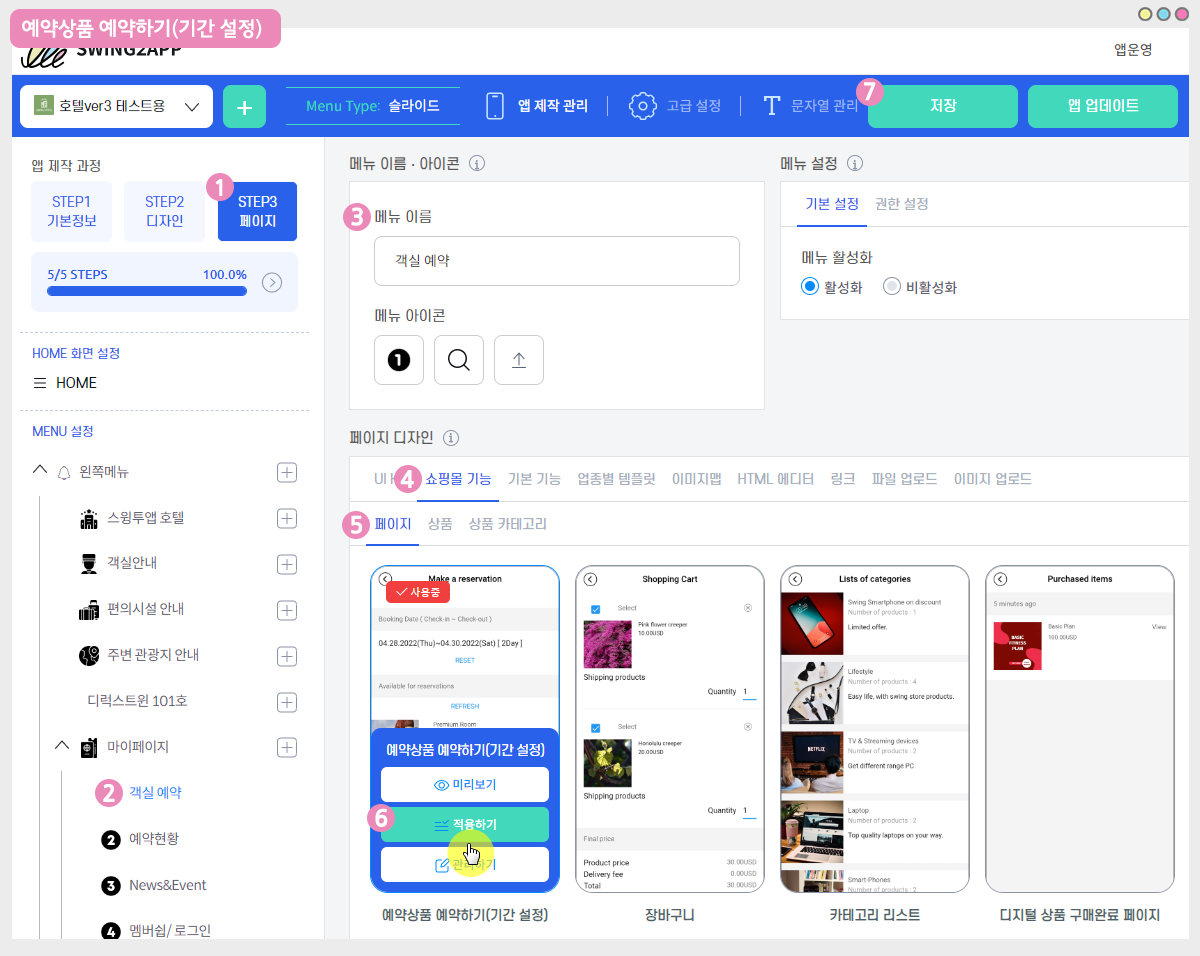 예약상품 예약하기(기간 설정)
SWING2APP
앱운영
호텔ver3 테스트용
+
Menu Type: 슬라이드
앱 제작 관리
고급 설정
문자열 관리
7
저장
앱 업데이트
앱 제작 과정
STEP1
기본정보
STEP2
디자인
1
STEP3
페이지
5/5 STEPS
100.0%
HOME 화면 설정
HOME
MENU 설정
왼쪽메뉴
스윙투앱 호텔
객실안내
편의시설 안내
주변 관광지 안내
디럭스트윈 101호
마이페이지
2 객실 예약
2 예약현황
3 News&Event
4 멤버쉽/ 로그인
메뉴 이름 · 아이콘
3 메뉴 이름
객실 예약
메뉴 아이콘
1
메뉴 설정
기본 설정
권한 설정
메뉴 활성화
활성화
비활성화
페이지 디자인
UI
4
쇼핑몰 기능
기본 기능
업종별 템플릿
이미지맵
HTML 에디터
링크
파일 업로드
이미지 업로드
5
페이지
상품
상품 카테고리
Make a reservation
사용중
Booking Date ( Check-in ~ Check-out )
04.28.2022(Thu)~04.30.2022(Sat) [ 2Day ]
RESET
Available for reservations
REFRESH
Premium Room
예약상품 예약하기(기간 설정)
미리보기
6
적용하기
관리하기
예약상품 예약하기(기간 설정)
Shopping Cart
Select
Pink flower creeper
10.00USD
Shipping products
Quantity 1
Select
Honolulu creeper
20.00USD
Shipping products
Quantity 1
Final price
Product price 30.00USD
Delivery fee 0.00USD
Total 30.00USD
장바구니
Lists of categories
Swing Smartphone on discount
Number of products : 1
Limited offer.
Lifestyle
Number of products : 4
Easy life, with swing store products.
NETFLIX
TV & Streaming devices
Number of products : 2
Get different range PC
Laptop
Number of products : 2
Top quality laptops on your way.
Smart Phones
Number of products : 2
카테고리 리스트
Purchased items
5 minutes ago
BASIC
FITNESS
PLAN
Basic Plan
100.00USD
View
디지털 상품 구매완료 페이지